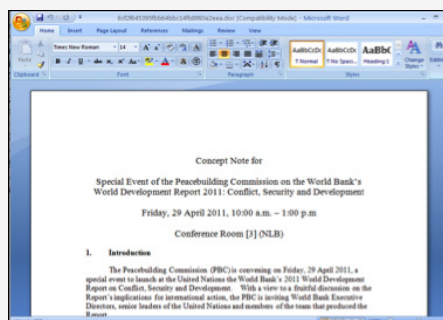 6cf2f645395fbb64bbc14fb8893e2eea.doc [Compatibility Mode] - Microsoft Word
Home Insert Page Layout References Mailings Review View
Times New Roman 14
Paste
AaBbCcDc AaBbCcDc AaBbC
¶ Normal ¶ No Spaci... Heading 1
Change Styles
Clipboard Font Paragraph Styles
Concept Note for
Special Event of the Peacebuilding Commission on the World Bank's
World Development Report 2011: Conflict, Security and Development
Friday, 29 April 2011, 10:00 a.m. – 1:00 p.m
Conference Room [3] (NLB)
1. Introduction
The Peacebuilding Commission (PBC) is convening on Friday, 29 April 2011, a
special event to launch at the United Nations the World Bank's 2011 World Development
Report on Conflict, Security and Development. With a view to a fruitful discussion on the
Report's implications for international action, the PBC is inviting World Bank Executive
Directors, senior leaders of the United Nations and members of the team that produced the
Report